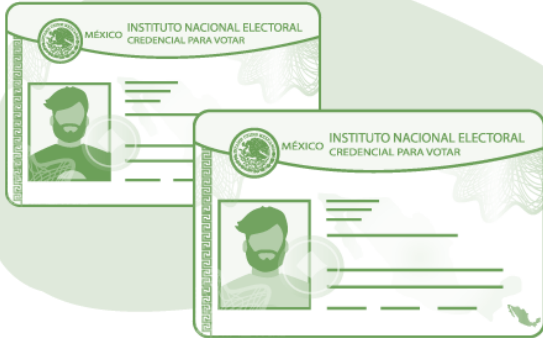 MÉXICO
INSTITUTO NACIONAL ELECTORAL
CREDENCIAL PARA VOTAR
MÉXICO
INSTITUTO NACIONAL ELECTORAL
CREDENCIAL PARA VOTAR